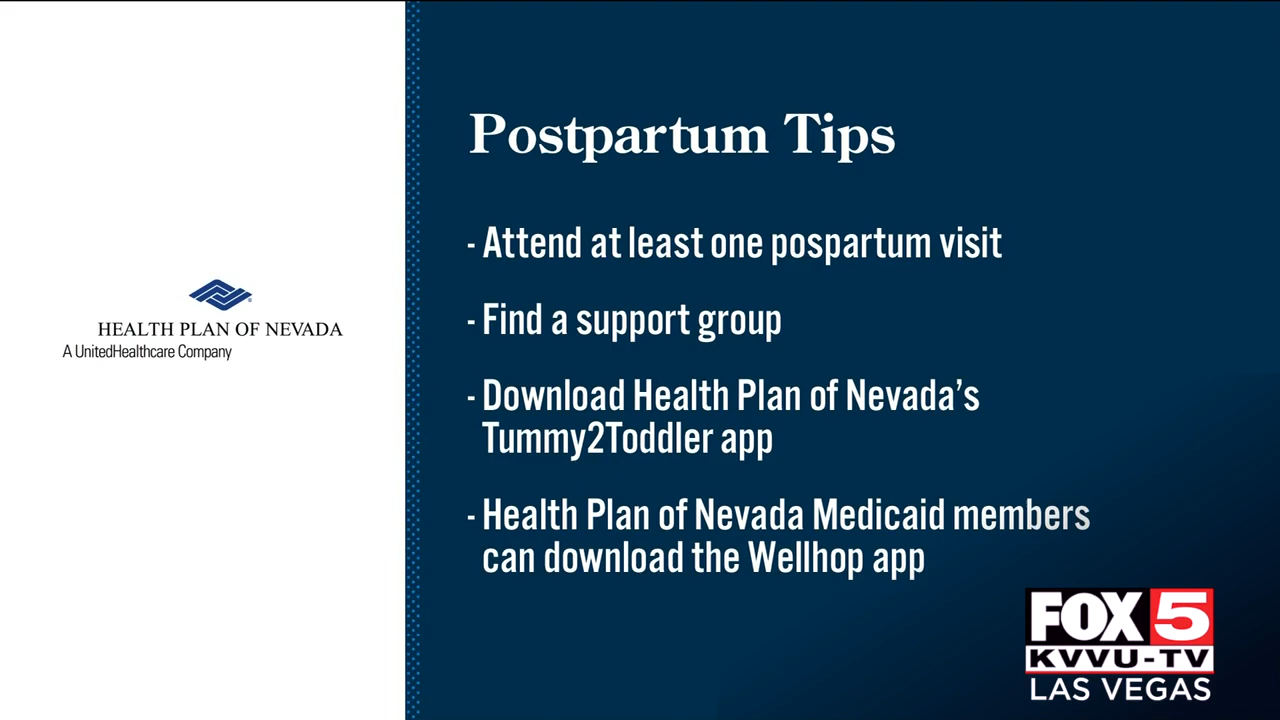 Postpartum Tips
- Attend at least one pospartum visit
- Find a support group
- Download Health Plan of Nevada’s
Tummy2Toddler app
- Health Plan of Nevada Medicaid members
can download the Wellhop app
HEALTH PLAN OF NEVADA
A UnitedHealthcare Company
FOX 5
KVVU-TV
LAS VEGAS